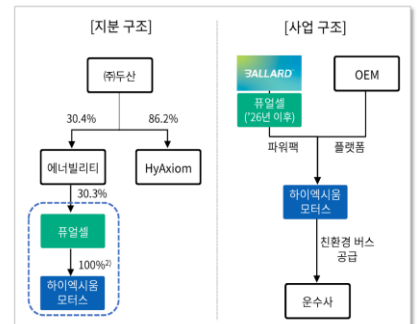 [지분 구조]
㈜두산
30.4%
86.2%
에너빌리티
HyAxiom
30.3%
퓨얼셀
100%2)
하이엑시움
모터스
[사업 구조]
BALLARD
OEM
퓨얼셀
('26년 이후)
파워팩
플랫폼
하이엑시움
모터스
친환경 버스
공급
운수사